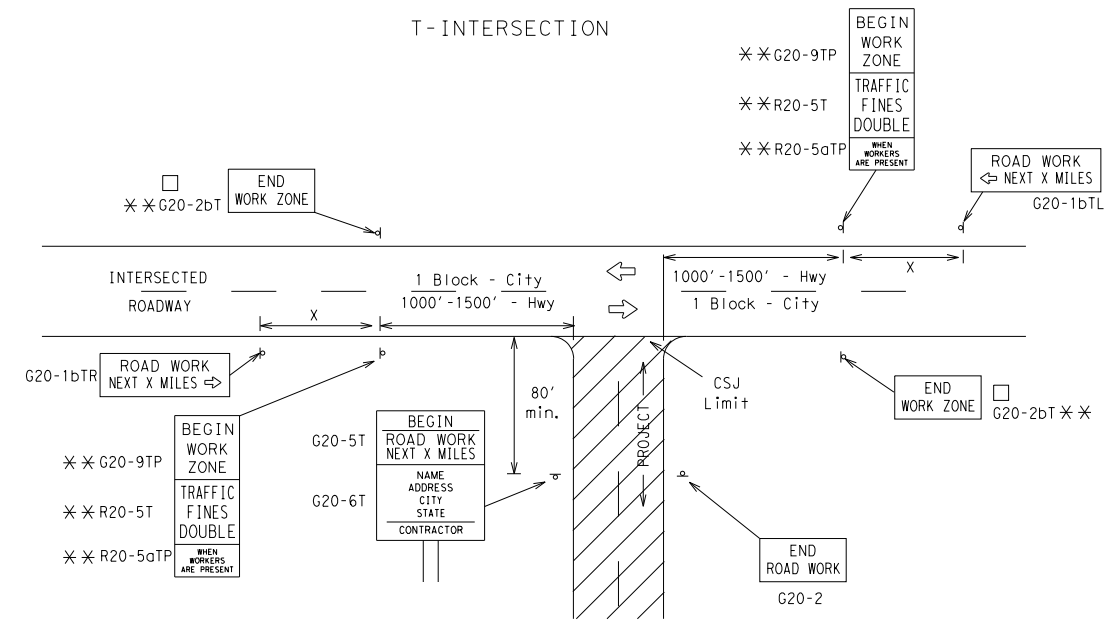 T-INTERSECTION
BEGIN
WORK
ZONE
✳✳G20-9TP
TRAFFIC
FINES
DOUBLE
✳✳R20-5T
WHEN
WORKERS
ARE PRESENT
✳✳R20-5aTP
ROAD WORK
⇦ NEXT X MILES
G20-1bTL
END
WORK ZONE
□
✳✳G20-2bT
INTERSECTED
ROADWAY
1 Block - City
1000'-1500' - Hwy
X
1000'-1500' - Hwy
1 Block - City
X
ROAD WORK
NEXT X MILES ⇨
G20-1bTR
80'
min.
PROJECT
CSJ
Limit
END
WORK ZONE
□
G20-2bT✳✳
BEGIN
WORK
ZONE
✳✳G20-9TP
TRAFFIC
FINES
DOUBLE
✳✳R20-5T
WHEN
WORKERS
ARE PRESENT
✳✳R20-5aTP
BEGIN
ROAD WORK
NEXT X MILES
G20-5T
NAME
ADDRESS
CITY
STATE
CONTRACTOR
G20-6T
END
ROAD WORK
G20-2